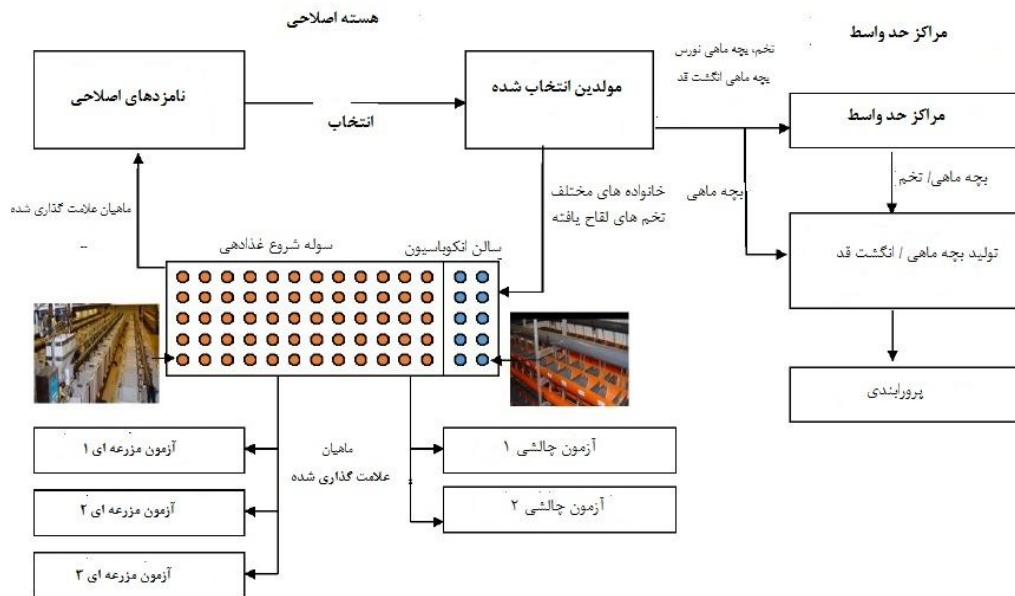 هسته اصلاحی
مراکز حد واسط
نامزدهای اصلاحی
انتخاب
مولدین انتخاب شده
تخم، یچه ماهی نورس
یچه ماهی انگشت قد
مراکز حد واسط
بچه ماهی
بچه ماهی/ تخم
تولید بچه ماهی / انگشت قد
پرورابندی
ماهیان علامت گذاری شده
--
خانواده های مختلف
تخم های لقاح یافته
سوله شروع غذادهی
سالن انکوباسیون
ماهیان
علامت گذاری شده
آزمون مزرعه ای ۱
آزمون مزرعه ای ۲
آزمون مزرعه ای ۳
آزمون چالشی ۱
آزمون چالشی ۲